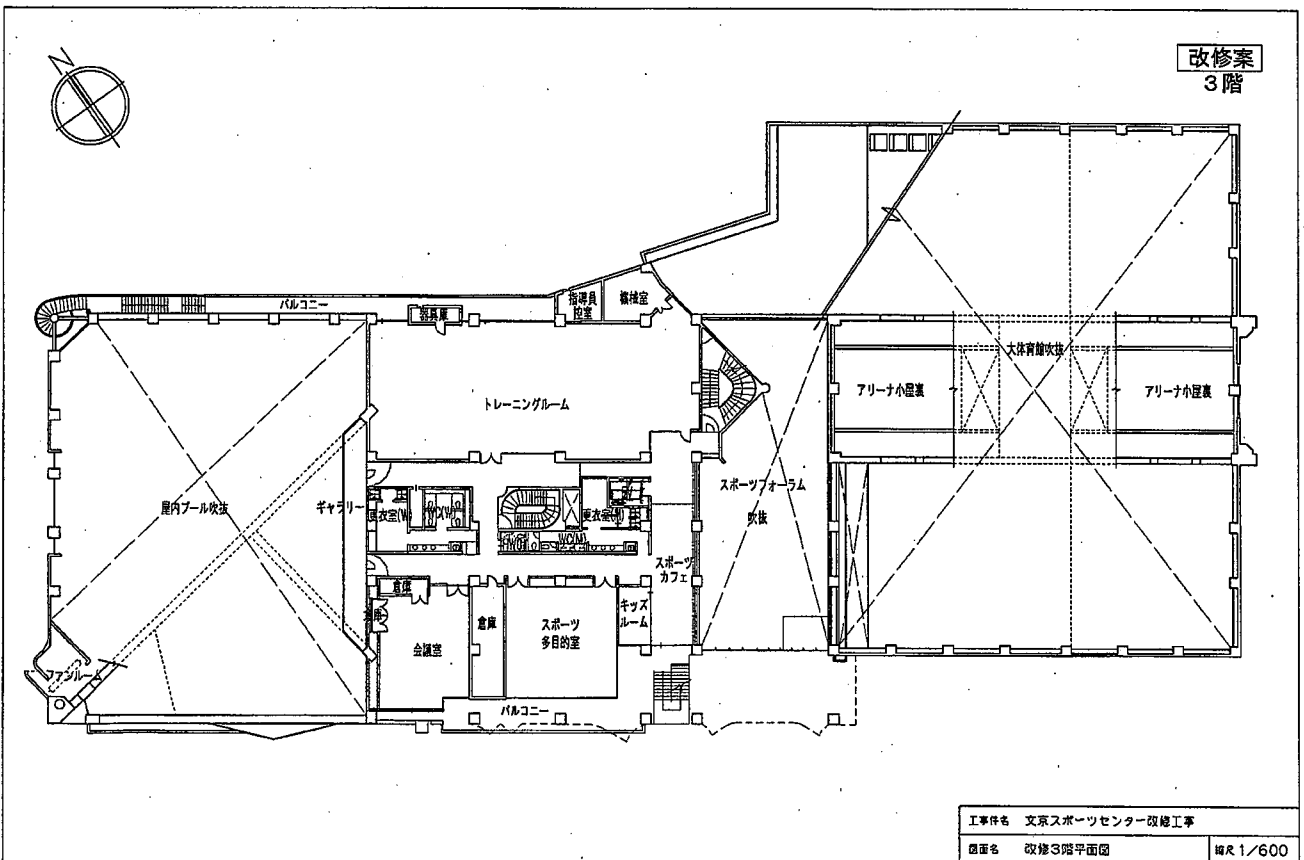 N
改修案
3階
バルコニー
器具庫
指導員
控室
機械室
トレーニングルーム
アリーナ小屋裏
大体育館吹抜
アリーナ小屋裏
屋内プール吹抜
ギャラリー
更衣室(W)
WC(W)
更衣室(M)
WC(M)
スポーツフォーラム
吹抜
スポーツ
カフェ
倉庫
倉庫
会議室
倉庫
スポーツ
多目的室
キッズ
ルーム
ファンルーム
バルコニー
工事件名 文京スポーツセンター改修工事
図面名 改修3階平面図 縮尺 1/600